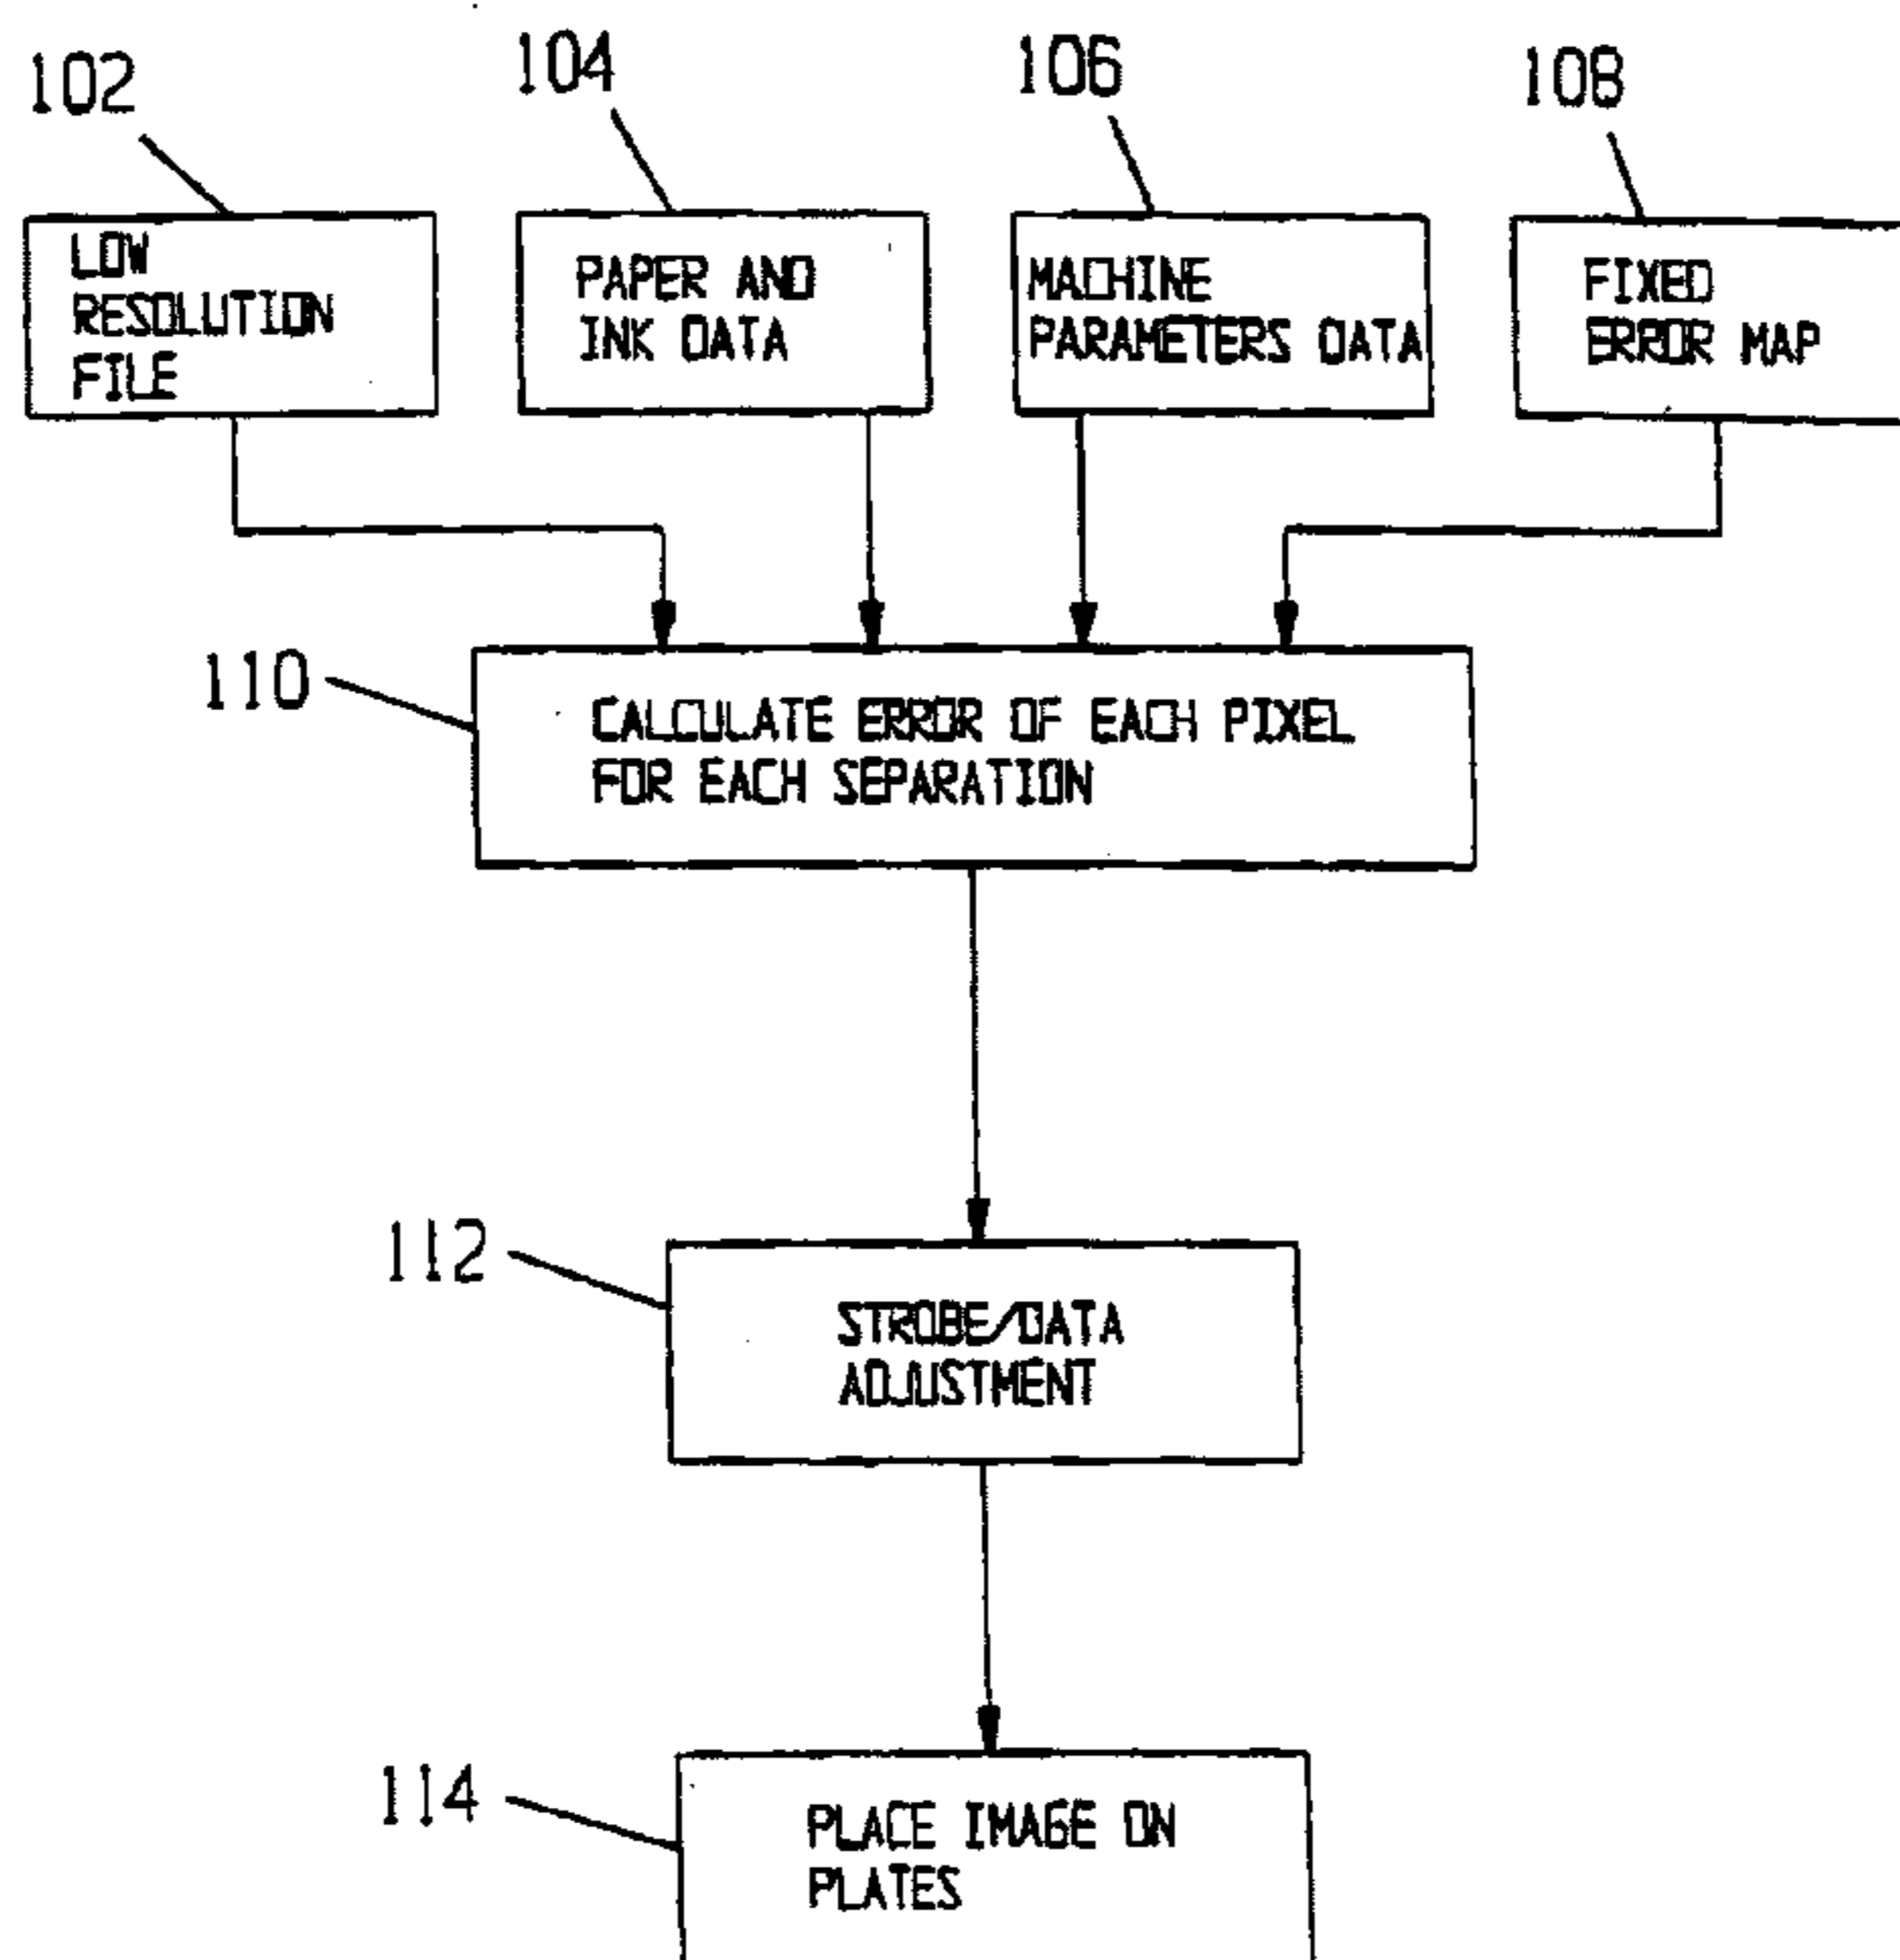 102
104
106
108
LOW
RESOLUTION
FILE
PAPER AND
INK DATA
MACHINE
PARAMETERS DATA
FIXED
ERROR MAP
110
CALCULATE ERROR OF EACH PIXEL
FOR EACH SEPARATION
112
STROBE/DATA
ADJUSTMENT
114
PLACE IMAGE ON
PLATES